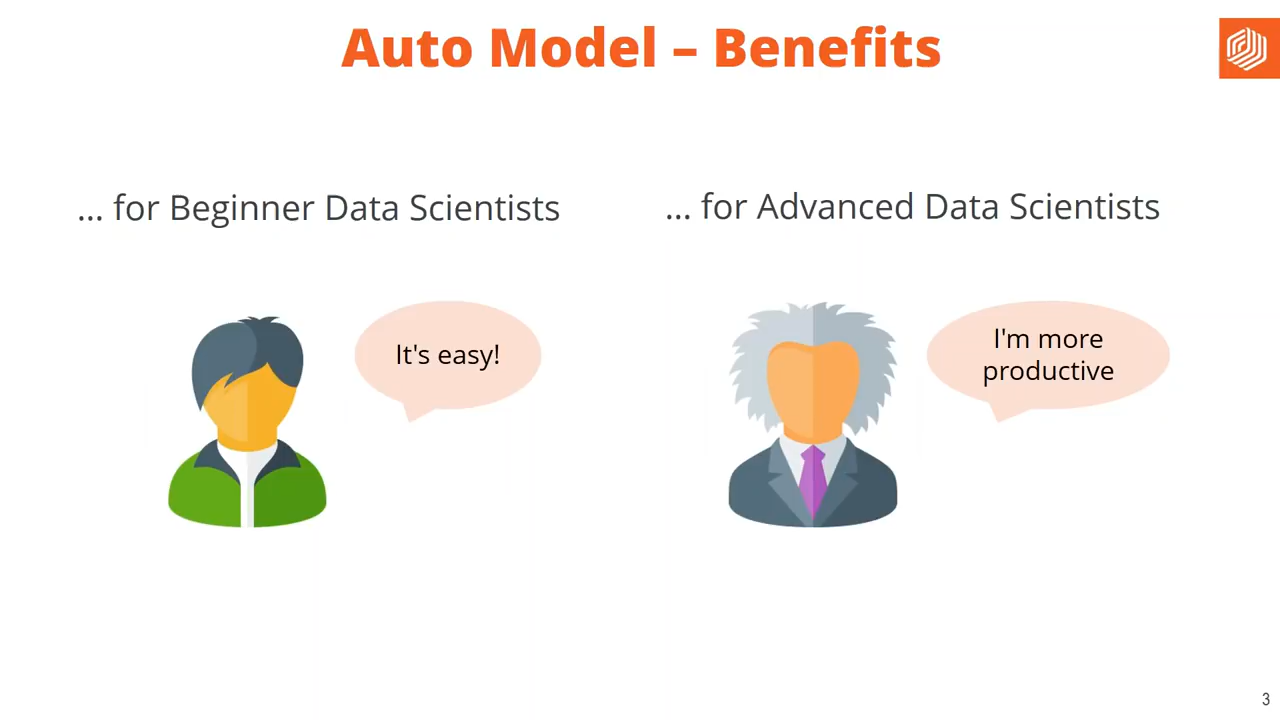 Auto Model – Benefits
... for Beginner Data Scientists
... for Advanced Data Scientists
It's easy!
I'm more
productive
3